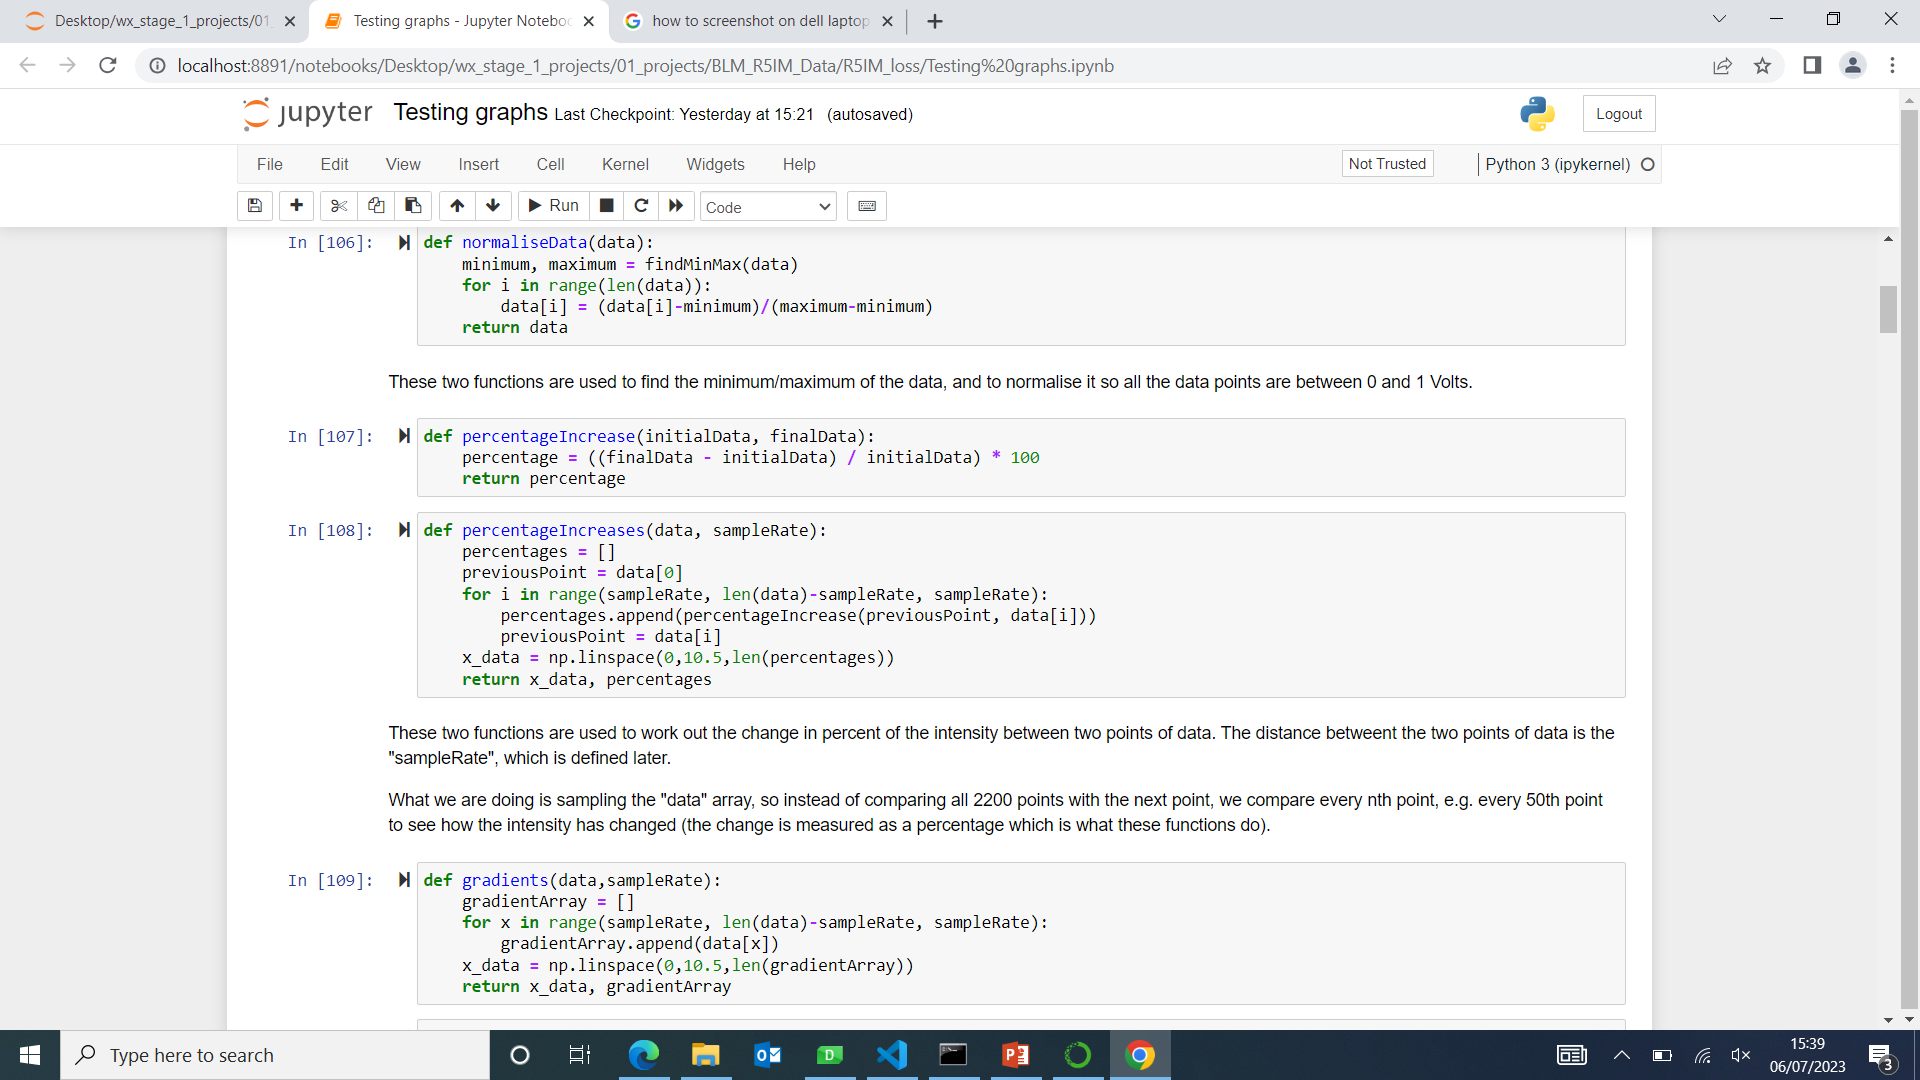 Desktop/wx_stage_1_projects/01_
Testing graphs - Jupyter Noteboo
how to screenshot on dell laptop
localhost:8891/notebooks/Desktop/wx_stage_1_projects/01_projects/BLM_R5IM_Data/R5IM_loss/Testing%20graphs.ipynb
jupyter Testing graphs Last Checkpoint: Yesterday at 15:21 (autosaved)
Logout
File Edit View Insert Cell Kernel Widgets Help
Not Trusted
Python 3 (ipykernel)
Run
Code
In [106]:
def normaliseData(data):
    minimum, maximum = findMinMax(data)
    for i in range(len(data)):
        data[i] = (data[i]-minimum)/(maximum-minimum)
    return data
These two functions are used to find the minimum/maximum of the data, and to normalise it so all the data points are between 0 and 1 Volts.
In [107]:
def percentageIncrease(initialData, finalData):
    percentage = ((finalData - initialData) / initialData) * 100
    return percentage
In [108]:
def percentageIncreases(data, sampleRate):
    percentages = []
    previousPoint = data[0]
    for i in range(sampleRate, len(data)-sampleRate, sampleRate):
        percentages.append(percentageIncrease(previousPoint, data[i]))
        previousPoint = data[i]
    x_data = np.linspace(0,10.5,len(percentages))
    return x_data, percentages
These two functions are used to work out the change in percent of the intensity between two points of data. The distance betweent the two points of data is the
"sampleRate", which is defined later.
What we are doing is sampling the "data" array, so instead of comparing all 2200 points with the next point, we compare every nth point, e.g. every 50th point
to see how the intensity has changed (the change is measured as a percentage which is what these functions do).
In [109]:
def gradients(data,sampleRate):
    gradientArray = []
    for x in range(sampleRate, len(data)-sampleRate, sampleRate):
        gradientArray.append(data[x])
    x_data = np.linspace(0,10.5,len(gradientArray))
    return x_data, gradientArray
Type here to search
15:39
06/07/2023
3